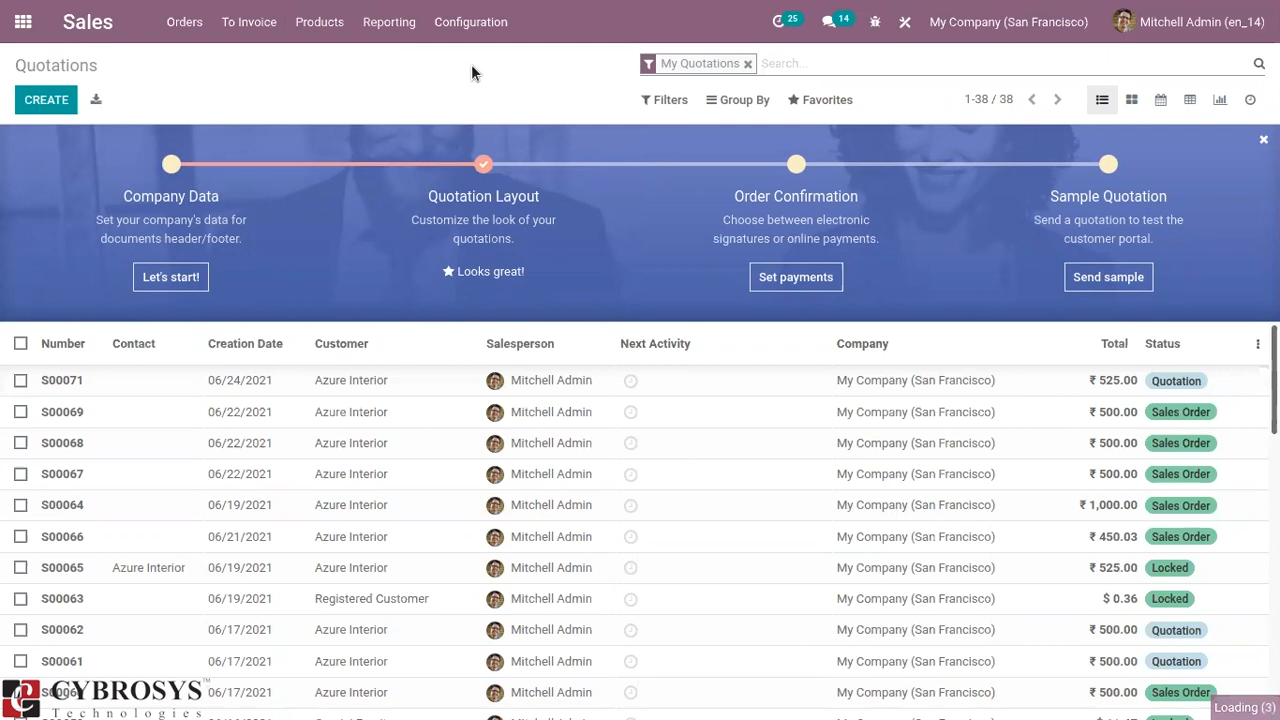 Sales Orders To Invoice Products Reporting Configuration 25 14 My Company (San Francisco) Mitchell Admin (en_14)
Quotations My Quotations × Search...
CREATE Filters Group By Favorites 1-38 / 38
Company Data Quotation Layout Order Confirmation Sample Quotation
Set your company's data for Customize the look of your Choose between electronic Send a quotation to test the
documents header/footer. quotations. signatures or online payments. customer portal.
Let's start! Looks great! Set payments Send sample
Number Contact Creation Date Customer Salesperson Next Activity Company Total Status
S00071 06/24/2021 Azure Interior Mitchell Admin My Company (San Francisco) ₹ 525.00 Quotation
S00069 06/22/2021 Azure Interior Mitchell Admin My Company (San Francisco) ₹ 500.00 Sales Order
S00068 06/22/2021 Azure Interior Mitchell Admin My Company (San Francisco) ₹ 500.00 Sales Order
S00067 06/22/2021 Azure Interior Mitchell Admin My Company (San Francisco) ₹ 500.00 Sales Order
S00064 06/19/2021 Azure Interior Mitchell Admin My Company (San Francisco) ₹ 1,000.00 Sales Order
S00066 06/21/2021 Azure Interior Mitchell Admin My Company (San Francisco) ₹ 450.03 Sales Order
S00065 Azure Interior 06/19/2021 Azure Interior Mitchell Admin My Company (San Francisco) ₹ 525.00 Locked
S00063 06/19/2021 Registered Customer Mitchell Admin My Company (San Francisco) $ 0.36 Locked
S00062 06/17/2021 Azure Interior Mitchell Admin My Company (San Francisco) ₹ 500.00 Quotation
S00061 06/17/2021 Azure Interior Mitchell Admin My Company (San Francisco) ₹ 500.00 Quotation
06/17/2021 Azure Interior Mitchell Admin My Company (San Francisco) ₹ 500.00 Sales Order
CYBROSYS™
Technologies
Loading (3)